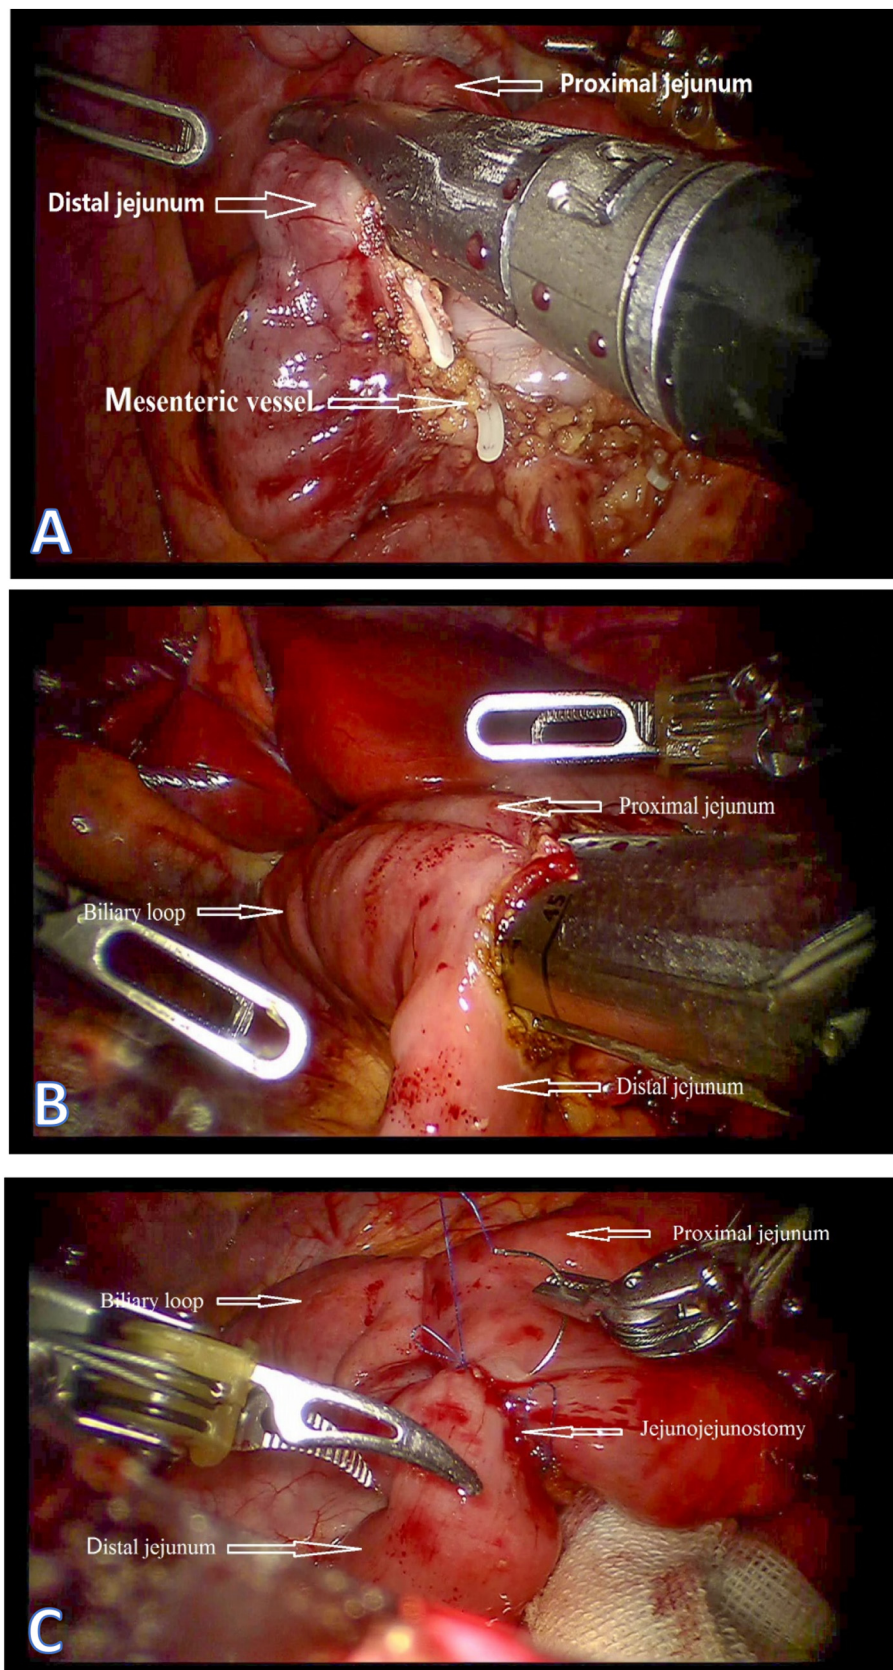 Proximal jejunum
Distal jejunum
Mesenteric vessel
A
Proximal jejunum
Biliary loop
15
Distal jejunum
B
Proximal jejunum
Biliary loop
Jejunojejunostomy
Distal jejunum
C